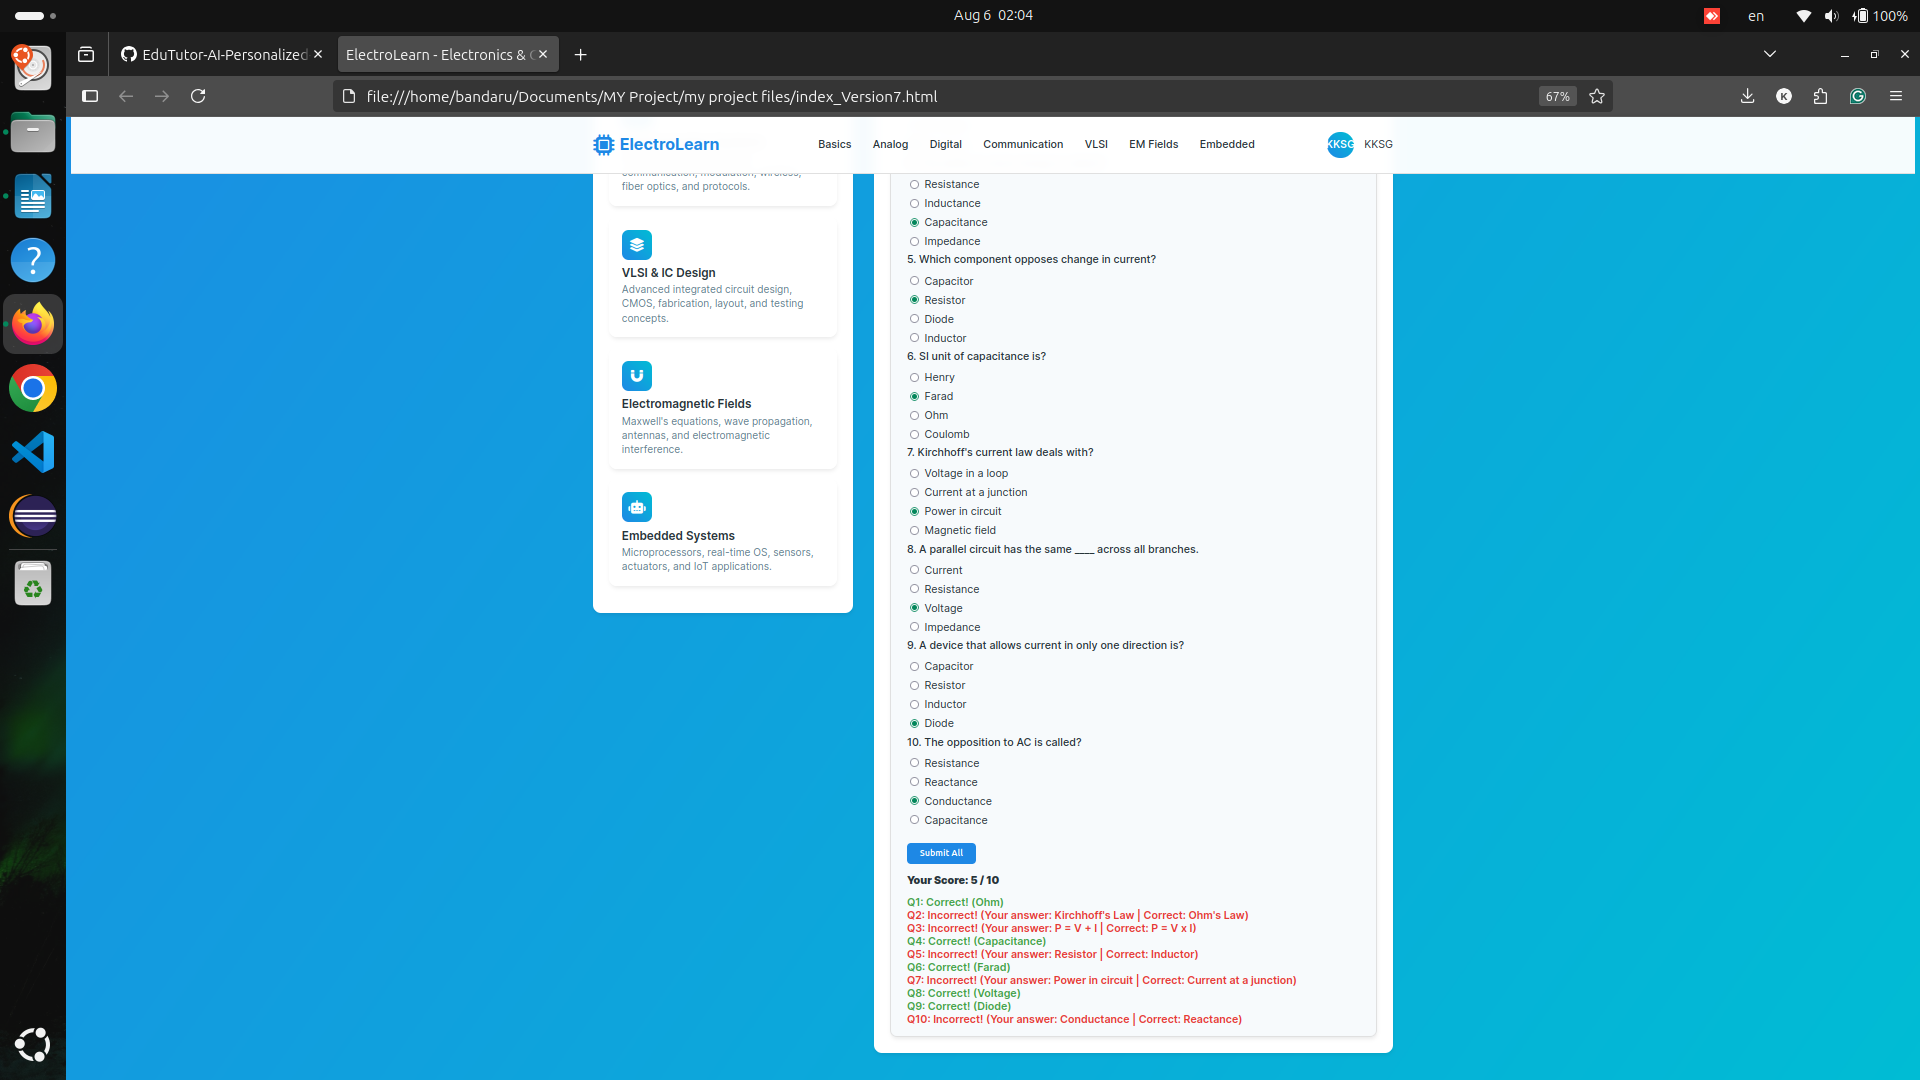 Aug 6 02:04
en
100%
EduTutor-AI-Personalized
ElectroLearn - Electronics &
file:///home/bandaru/Documents/MY Project/my project files/index_Version7.html
67%
K
ElectroLearn
Basics
Analog
Digital
Communication
VLSI
EM Fields
Embedded
KKSG
KKSG
communication, modulation, wireless,
fiber optics, and protocols.
VLSI & IC Design
Advanced integrated circuit design,
CMOS, fabrication, layout, and testing
concepts.
Electromagnetic Fields
Maxwell's equations, wave propagation,
antennas, and electromagnetic
interference.
Embedded Systems
Microprocessors, real-time OS, sensors,
actuators, and IoT applications.
Resistance
Inductance
Capacitance
Impedance
5. Which component opposes change in current?
Capacitor
Resistor
Diode
Inductor
6. SI unit of capacitance is?
Henry
Farad
Ohm
Coulomb
7. Kirchhoff's current law deals with?
Voltage in a loop
Current at a junction
Power in circuit
Magnetic field
8. A parallel circuit has the same ____ across all branches.
Current
Resistance
Voltage
Impedance
9. A device that allows current in only one direction is?
Capacitor
Resistor
Inductor
Diode
10. The opposition to AC is called?
Resistance
Reactance
Conductance
Capacitance
Submit All
Your Score: 5 / 10
Q1: Correct! (Ohm)
Q2: Incorrect! (Your answer: Kirchhoff's Law | Correct: Ohm's Law)
Q3: Incorrect! (Your answer: P = V + I | Correct: P = V x I)
Q4: Correct! (Capacitance)
Q5: Incorrect! (Your answer: Resistor | Correct: Inductor)
Q6: Correct! (Farad)
Q7: Incorrect! (Your answer: Power in circuit | Correct: Current at a junction)
Q8: Correct! (Voltage)
Q9: Correct! (Diode)
Q10: Incorrect! (Your answer: Conductance | Correct: Reactance)